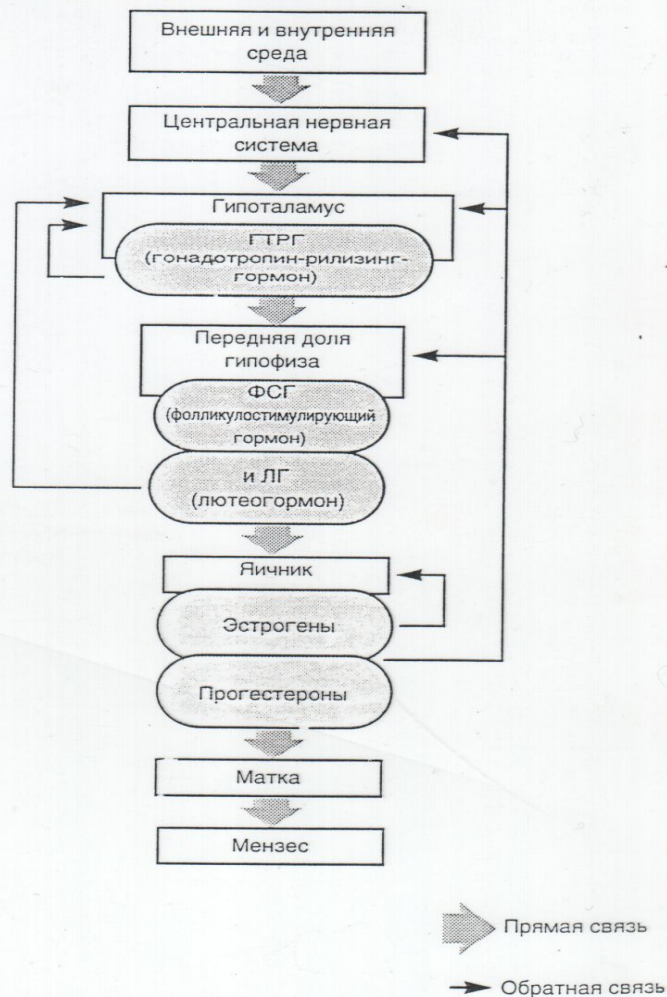 Внешняя и внутренняя
среда
Центральная нервная
система
Гипоталамус
ГТРГ
(гонадотропин-рилизинг-
гормон)
Передняя доля
гипофиза
ФСГ
(фолликулостимулирующий
гормон)
и ЛГ
(лютеогормон)
Яичник
Эстрогены
Прогестероны
Матка
Мензес
Прямая связь
Обратная связь